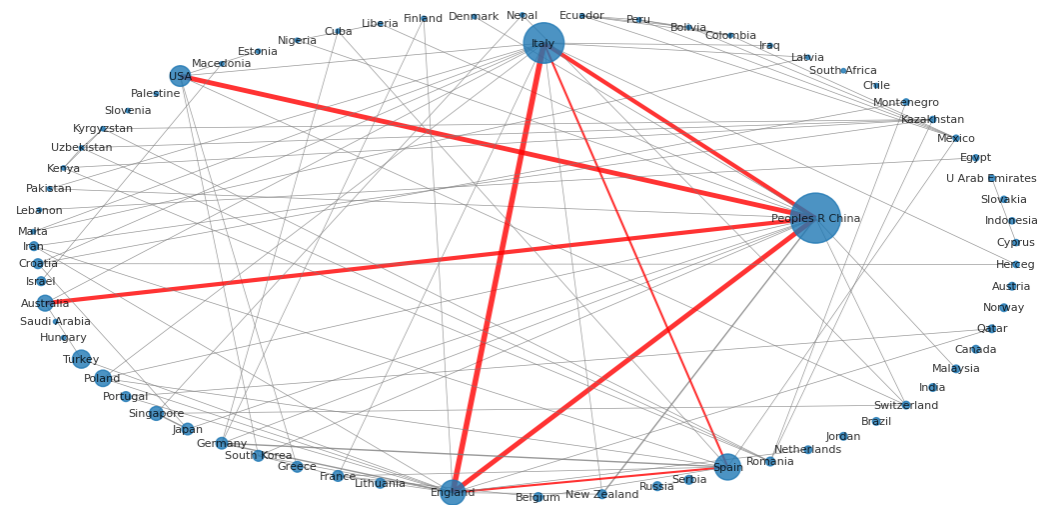 Liberia
Finland
Denmark
Nepal
Ecuador
Peru
Cuba
Bolivia
Nigeria
Colombia
Italy
Iraq
Estonia
Latvia
Macedonia
South Africa
USA
Chile
Palestine
Montenegro
Slovenia
Kazakhstan
Kyrgyzstan
Mexico
Uzbekistan
Egypt
Kenya
U Arab Emirates
Pakistan
Slovakia
Lebanon
Peoples R China
Indonesia
Malta
Cyprus
Iran
Croatia
Herceg
Israel
Austria
Australia
Norway
Saudi Arabia
Qatar
Hungary
Canada
Turkey
Malaysia
Poland
India
Portugal
Switzerland
Singapore
Brazil
Japan
Jordan
Germany
Netherlands
South Korea
Romania
Greece
Spain
France
Serbia
Lithuania
Russia
England
New Zealand
Belgium